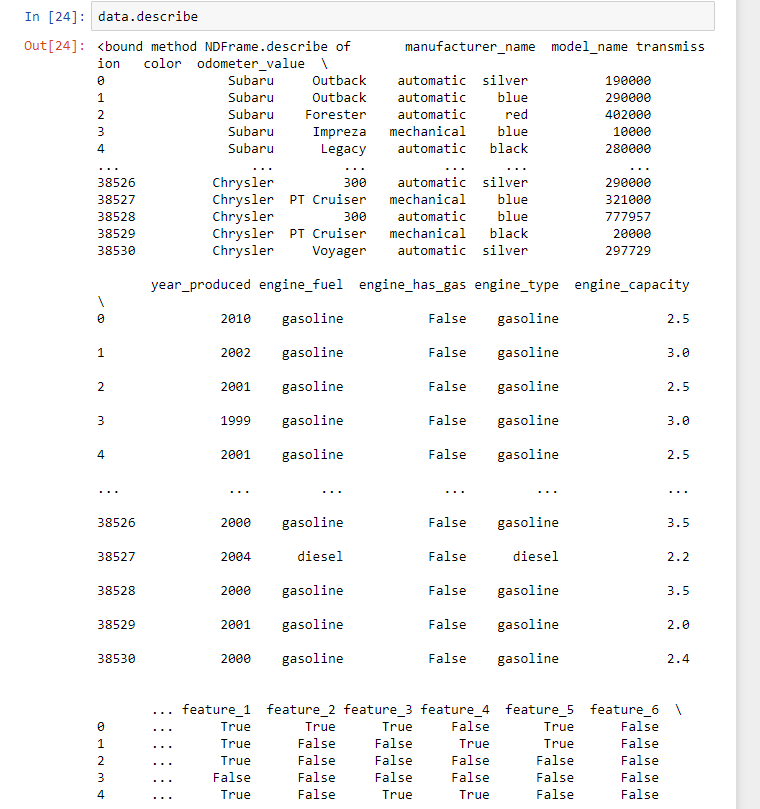 In [24]: data.describe
Out[24]: <bound method NDFrame.describe of       manufacturer_name  model_name transmiss
ion   color  odometer_value  \
0                Subaru     Outback    automatic  silver          190000
1                Subaru     Outback    automatic    blue          290000
2                Subaru    Forester    automatic     red          402000
3                Subaru     Impreza   mechanical    blue           10000
4                Subaru      Legacy    automatic   black          280000
...                 ...         ...          ...     ...             ...
38526          Chrysler         300    automatic  silver          290000
38527          Chrysler  PT Cruiser   mechanical    blue          321000
38528          Chrysler         300    automatic    blue          777957
38529          Chrysler  PT Cruiser   mechanical   black           20000
38530          Chrysler     Voyager    automatic  silver          297729
       year_produced engine_fuel  engine_has_gas engine_type  engine_capacity
\
0               2010    gasoline           False    gasoline              2.5
1               2002    gasoline           False    gasoline              3.0
2               2001    gasoline           False    gasoline              2.5
3               1999    gasoline           False    gasoline              3.0
4               2001    gasoline           False    gasoline              2.5
...              ...         ...             ...         ...              ...
38526           2000    gasoline           False    gasoline              3.5
38527           2004      diesel           False      diesel              2.2
38528           2000    gasoline           False    gasoline              3.5
38529           2001    gasoline           False    gasoline              2.0
38530           2000    gasoline           False    gasoline              2.4
       ... feature_1  feature_2 feature_3 feature_4  feature_5  feature_6  \
0      ...      True       True      True     False       True      False
1      ...      True      False     False      True       True      False
2      ...      True      False     False     False      False      False
3      ...     False      False     False     False      False      False
4      ...      True      False      True      True      False      False